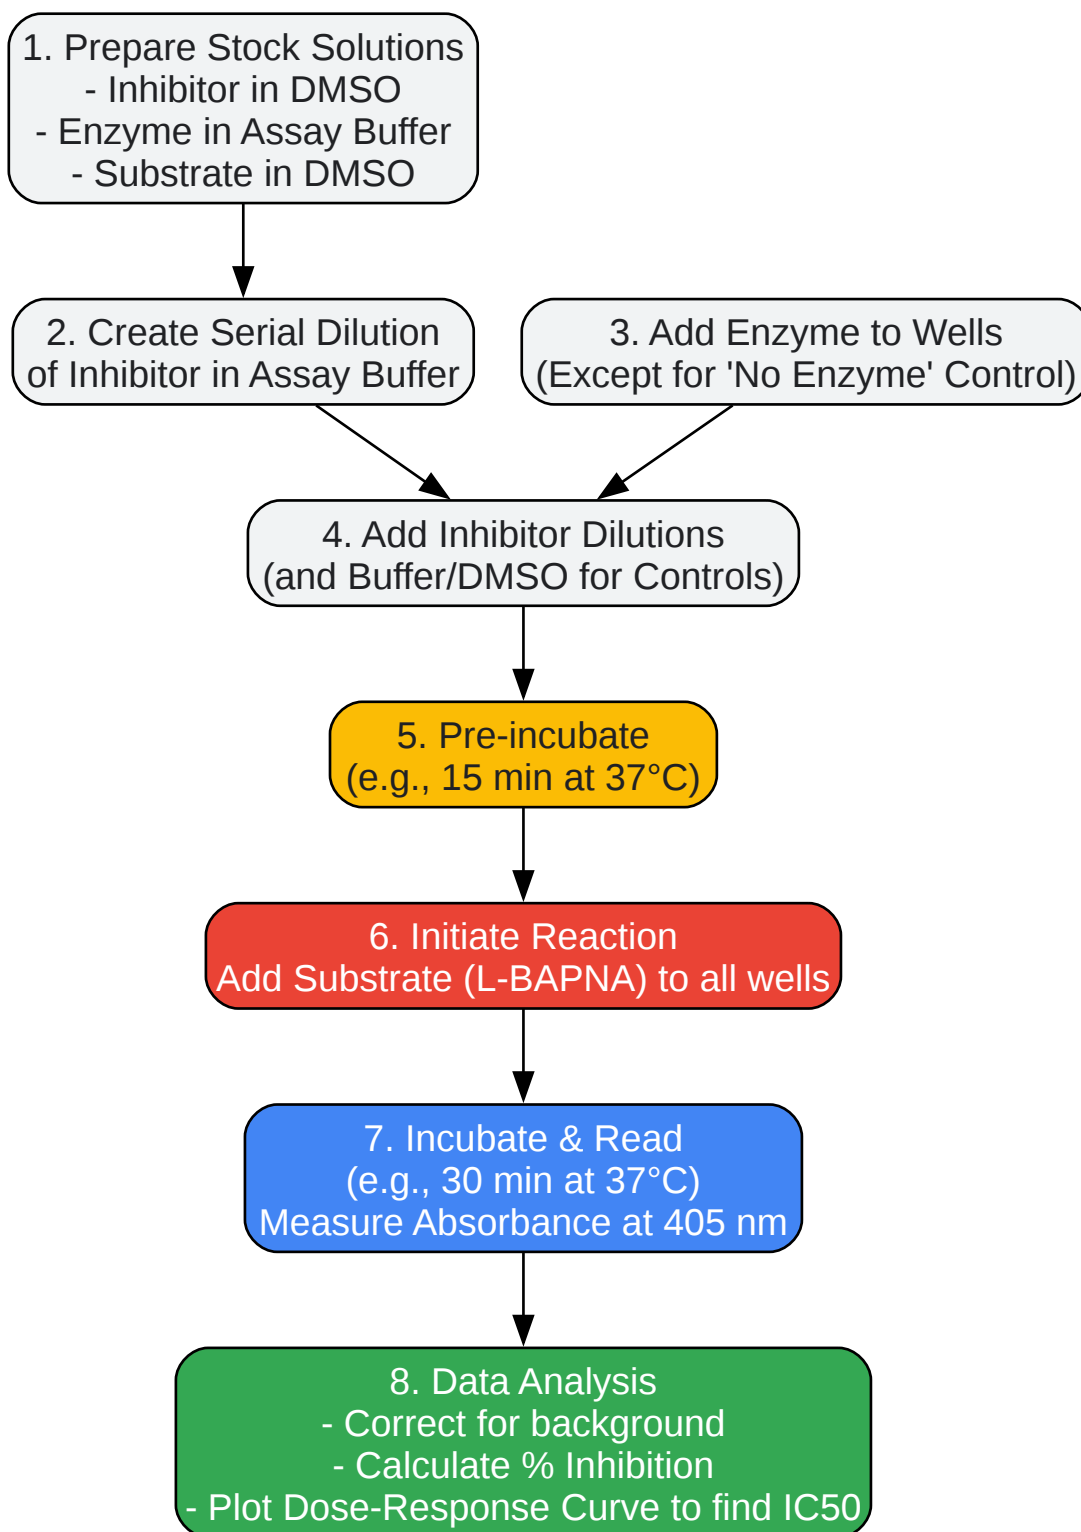 1. Prepare Stock Solutions
- Inhibitor in DMSO
- Enzyme in Assay Buffer
- Substrate in DMSO
2. Create Serial Dilution
of Inhibitor in Assay Buffer
3. Add Enzyme to Wells
(Except for 'No Enzyme' Control)
4. Add Inhibitor Dilutions
(and Buffer/DMSO for Controls)
5. Pre-incubate
(e.g., 15 min at 37°C)
6. Initiate Reaction
Add Substrate (L-BAPNA) to all wells
7. Incubate & Read
(e.g., 30 min at 37°C)
Measure Absorbance at 405 nm
8. Data Analysis
- Correct for background
- Calculate % Inhibition
- Plot Dose-Response Curve to find IC50